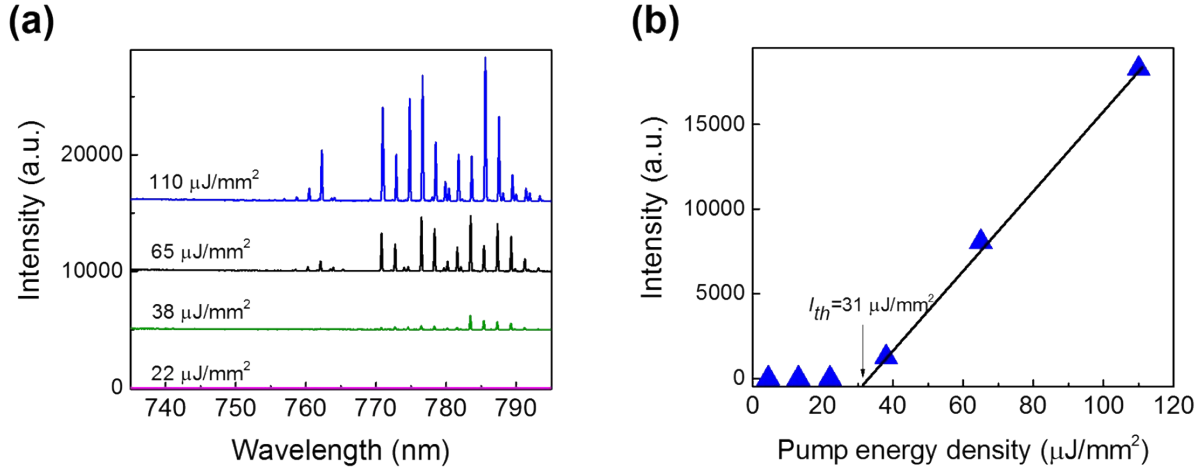 (a)
Intensity (a.u.)
20000
10000
0
110 μJ/mm²
65 μJ/mm²
38 μJ/mm²
22 μJ/mm²
740 750 760 770 780 790
Wavelength (nm)
(b)
Intensity (a.u.)
15000
10000
5000
0
I_th=31 μJ/mm²
0 20 40 60 80 100 120
Pump energy density (μJ/mm²)